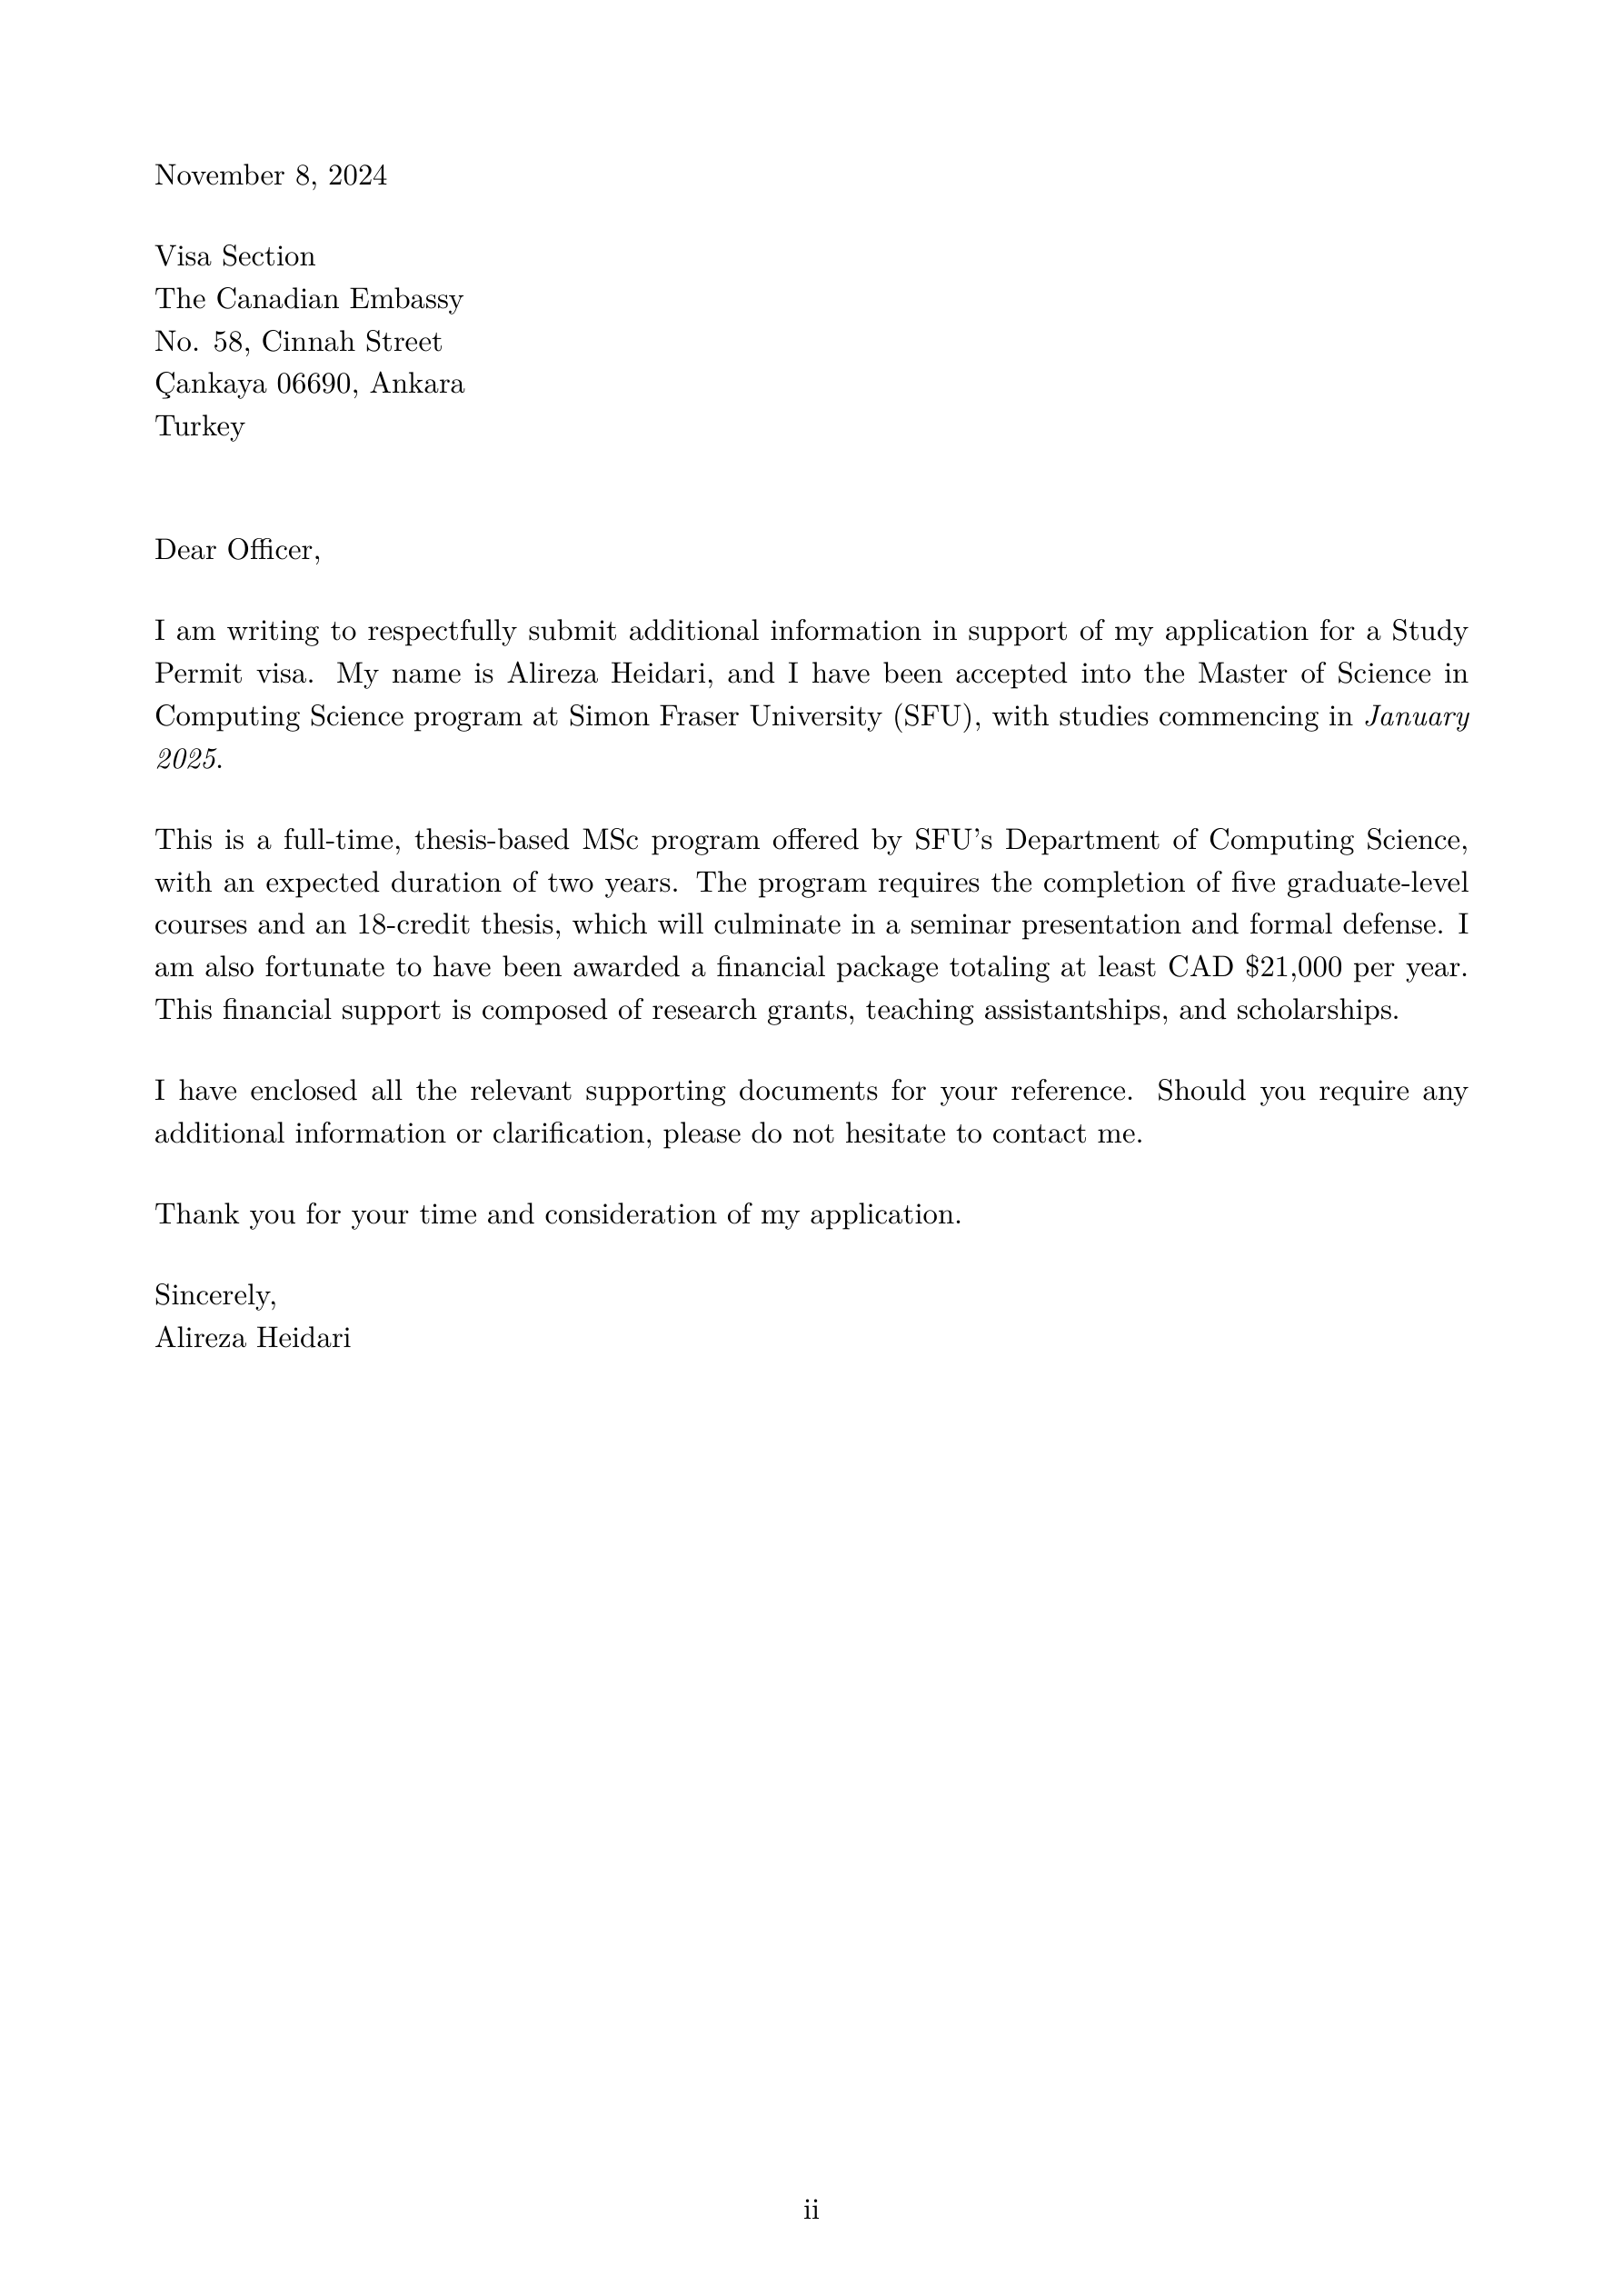 November 8, 2024
Visa Section
The Canadian Embassy
No. 58, Cinnah Street
Çankaya 06690, Ankara
Turkey
Dear Officer,
I am writing to respectfully submit additional information in support of my application for a Study
Permit visa. My name is Alireza Heidari, and I have been accepted into the Master of Science in
Computing Science program at Simon Fraser University (SFU), with studies commencing in January
2025.
This is a full-time, thesis-based MSc program offered by SFU's Department of Computing Science,
with an expected duration of two years. The program requires the completion of five graduate-level
courses and an 18-credit thesis, which will culminate in a seminar presentation and formal defense. I
am also fortunate to have been awarded a financial package totaling at least CAD $21,000 per year.
This financial support is composed of research grants, teaching assistantships, and scholarships.
I have enclosed all the relevant supporting documents for your reference. Should you require any
additional information or clarification, please do not hesitate to contact me.
Thank you for your time and consideration of my application.
Sincerely,
Alireza Heidari
ii